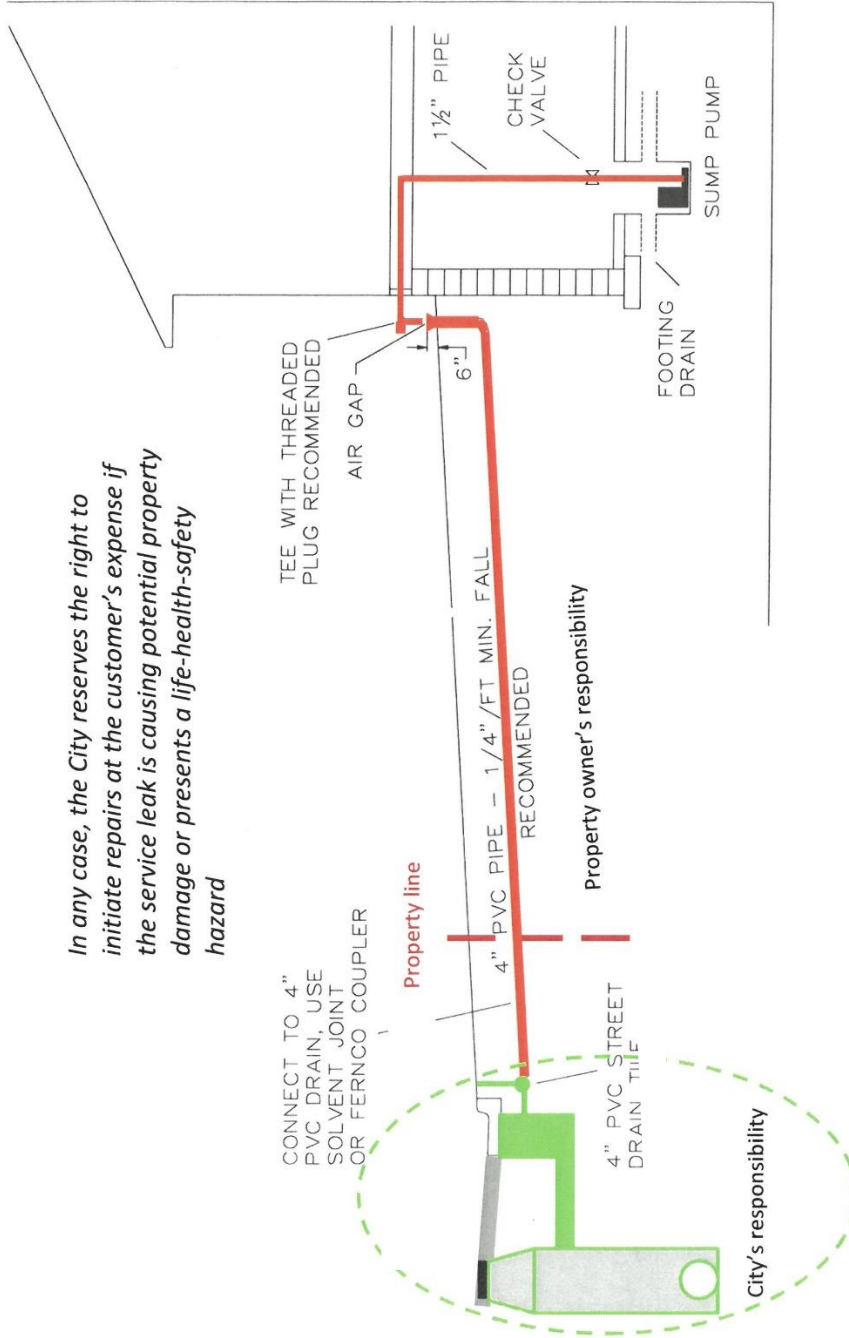 In any case, the City reserves the right to
initiate repairs at the customer's expense if
the service leak is causing potential property
damage or presents a life-health-safety
hazard
TEE WITH THREADED
PLUG RECOMMENDED
AIR GAP
6"
1½" PIPE
CHECK
VALVE
CONNECT TO 4"
PVC DRAIN, USE
SOLVENT JOINT
OR FERNCO COUPLER
Property line
4" PVC PIPE – 1/4"/FT MIN. FALL
RECOMMENDED
Property owner's responsibility
4" PVC STREET
DRAIN TILE
City's responsibility
FOOTING
DRAIN
SUMP PUMP